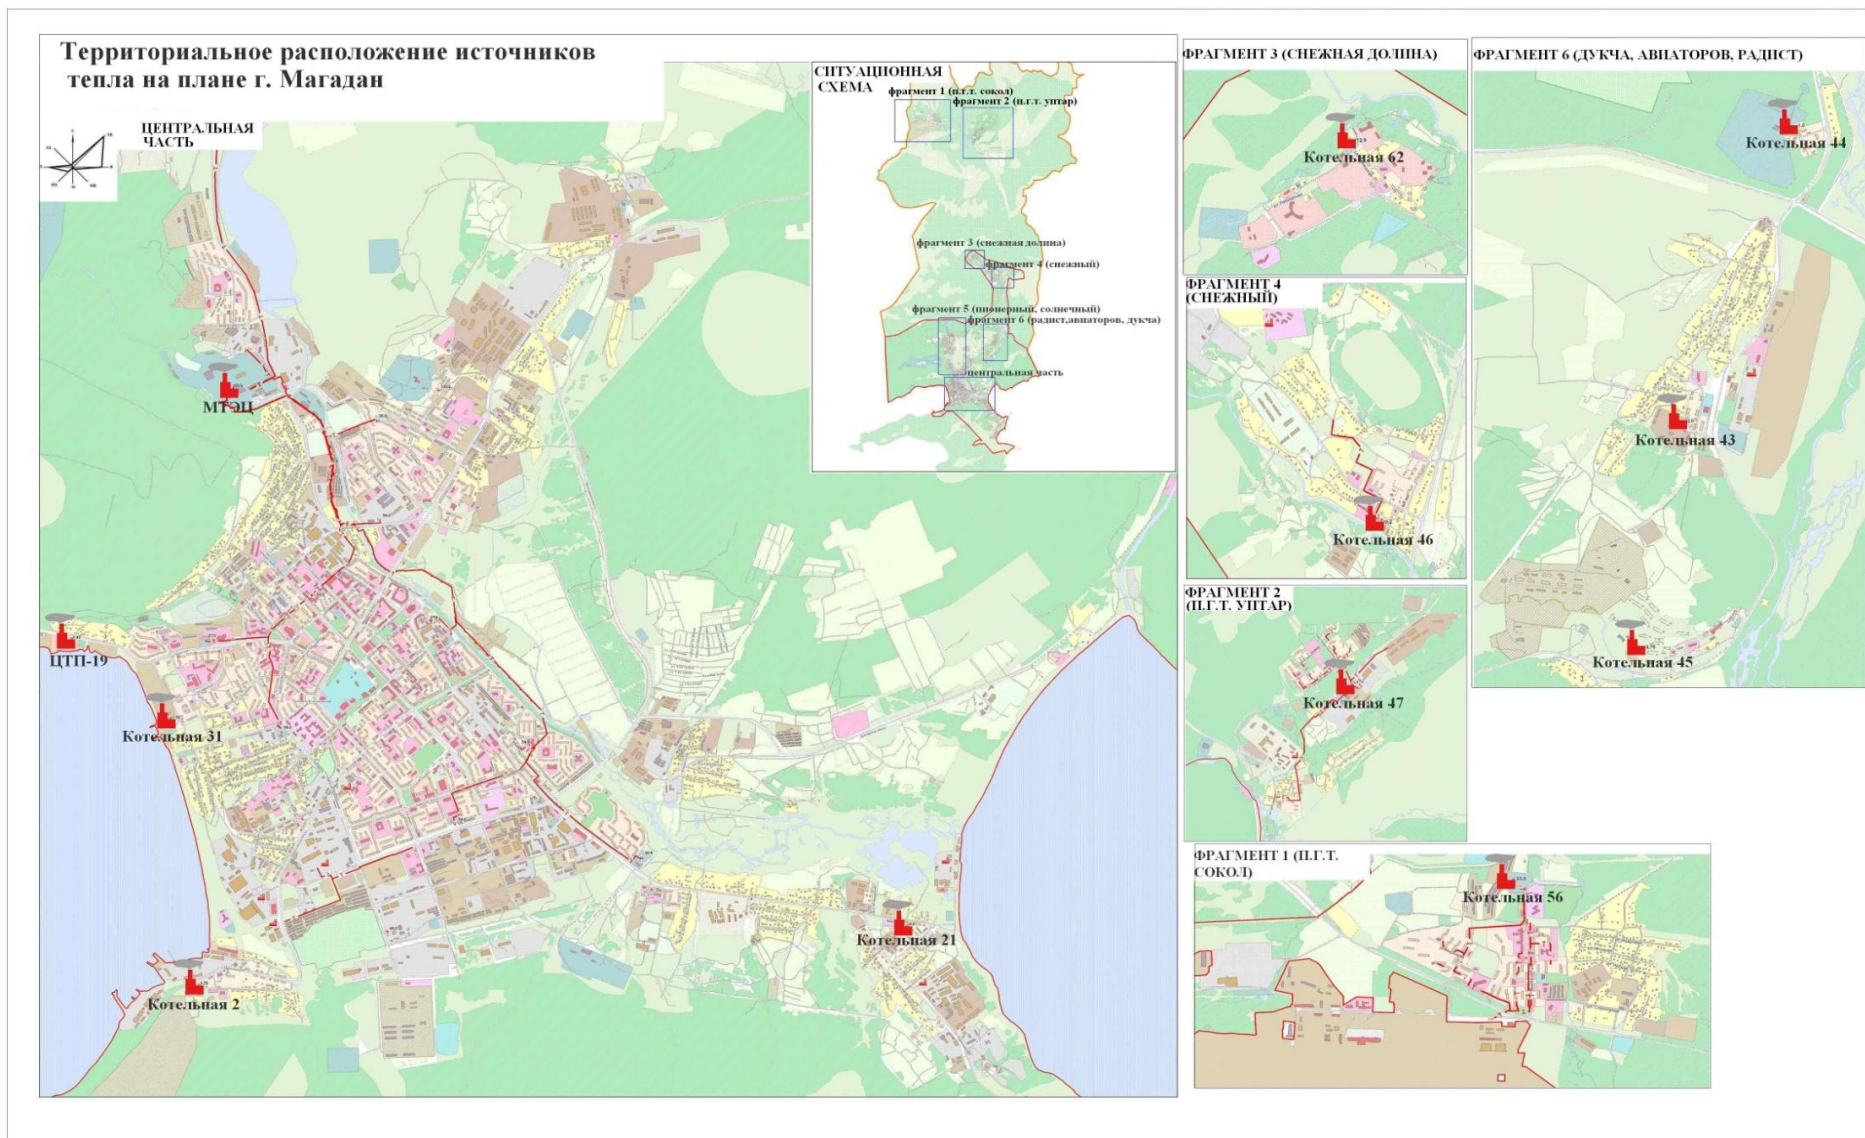 Территориальное расположение источников
тепла на плане г. Магадан
ЦЕНТРАЛЬНАЯ
ЧАСТЬ
МТЭЦ
ЦТП-19
Котельная 31
Котельная 2
Котельная 21
СИТУАЦИОННАЯ
СХЕМА
фрагмент 1 (п.г.т. сокол)
фрагмент 2 (п.г.т. уптар)
фрагмент 3 (снежная долина)
фрагмент 4 (снежный)
фрагмент 5 (пионерный, солнечный)
фрагмент 6 (радист,авиаторов, дукча)
центральная часть
ФРАГМЕНТ 3 (СНЕЖНАЯ ДОЛИНА)
Котельная 62
ФРАГМЕНТ 4
(СНЕЖНЫЙ)
Котельная 46
ФРАГМЕНТ 2
(П.Г.Т. УПТАР)
Котельная 47
ФРАГМЕНТ 6 (ДУКЧА, АВИАТОРОВ, РАДИСТ)
Котельная 44
Котельная 43
Котельная 45
ФРАГМЕНТ 1 (П.Г.Т.
СОКОЛ)
Котельная 56